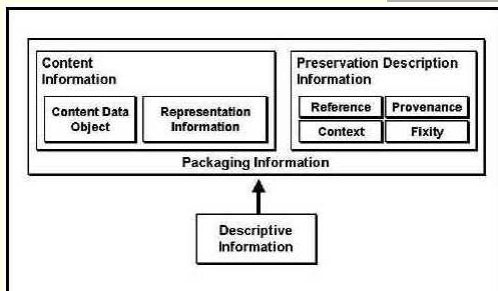 Content
Information
Content Data
Object
Representation
Information
Preservation Description
Information
Reference
Provenance
Context
Fixity
Packaging Information
Descriptive
Information